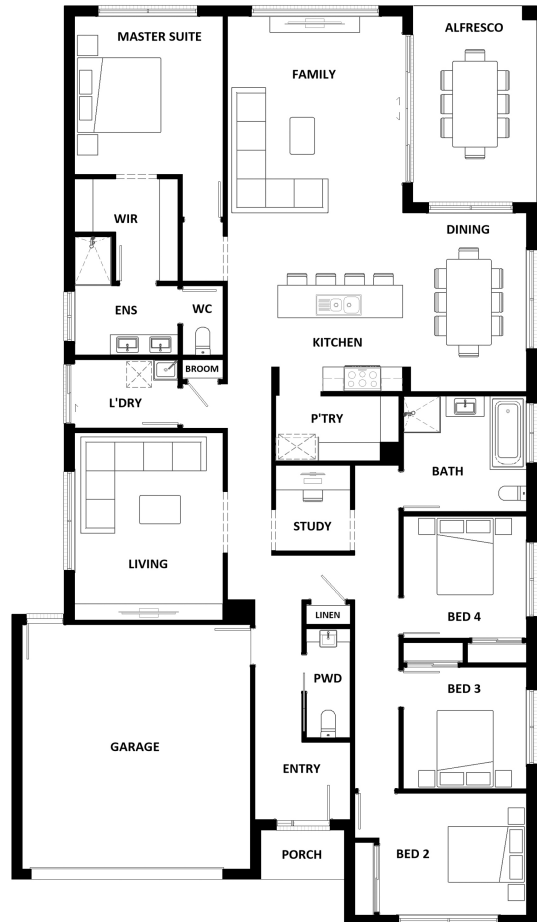 MASTER SUITE
FAMILY
ALFRESCO
WIR
DINING
ENS
WC
KITCHEN
BROOM
L'DRY
P'TRY
BATH
STUDY
LIVING
LINEN
BED 4
PWD
BED 3
GARAGE
ENTRY
PORCH
BED 2